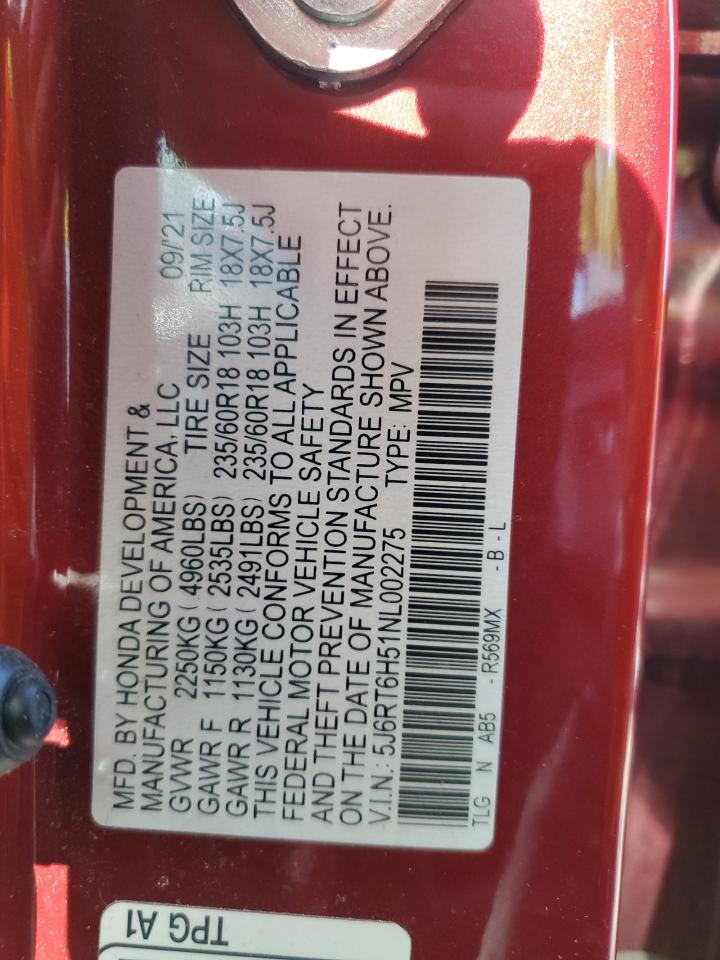 MFD. BY HONDA DEVELOPMENT &
MANUFACTURING OF AMERICA, LLC 09/'21
GVWR 2250KG ( 4960LBS) TIRE SIZE RIM SIZE
GAWR F 1150KG ( 2535LBS) 235/60R18 103H 18X7.5J
GAWR R 1130KG ( 2491LBS) 235/60R18 103H 18X7.5J
THIS VEHICLE CONFORMS TO ALL APPLICABLE
FEDERAL MOTOR VEHICLE SAFETY
AND THEFT PREVENTION STANDARDS IN EFFECT
ON THE DATE OF MANUFACTURE SHOWN ABOVE.
V.I.N.: 5J6RT6H51NL002275 TYPE: MPV
TLG N AB5 -R569MX -B-L
TPG A1